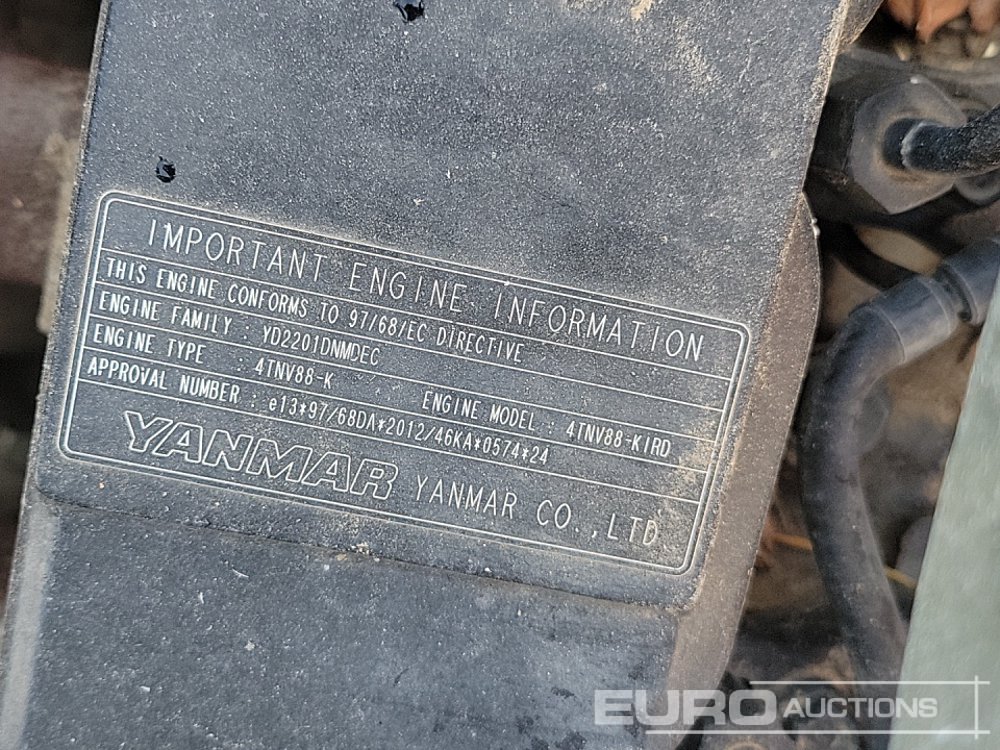 IMPORTANT ENGINE INFORMATION
THIS ENGINE CONFORMS TO 97/68/EC DIRECTIVE
ENGINE FAMILY : YD2201DNMDEC
ENGINE TYPE : 4TNV88-K ENGINE MODEL : 4TNV88-KIRD
APPROVAL NUMBER : e13*97/68DA*2012/46KA*0574*24
YANMAR YANMAR CO.,LTD.
EURO AUCTIONS